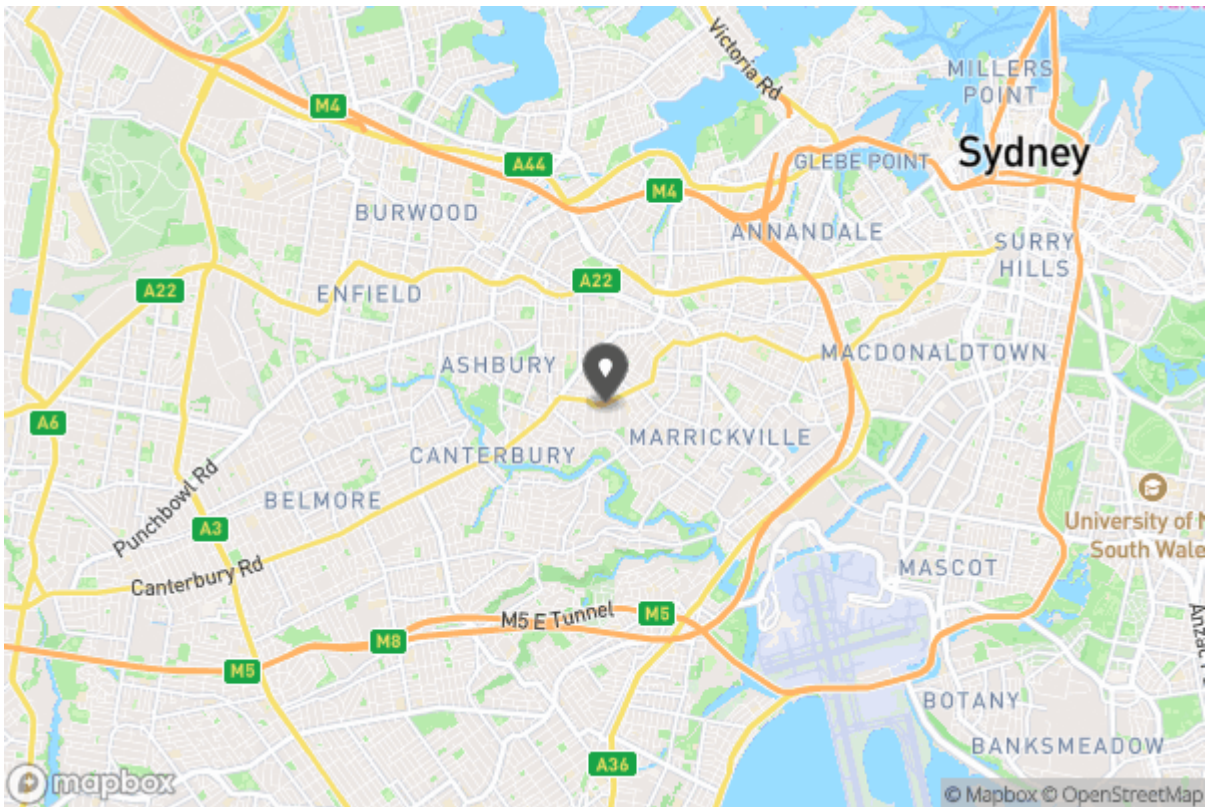 Victoria Rd
MILLERS
POINT
M4
A44
GLEBE POINT
Sydney
M4
BURWOOD
ANNANDALE
SURRY
HILLS
A22
A22
ENFIELD
MACDONALDTOWN
ASHBURY
A6
MARRICKVILLE
CANTERBURY
BELMORE
Punchbowl Rd
A3
University of N
South Wale
MASCOT
Canterbury Rd
M5 E Tunnel
M5
M8
M5
Anzac
BOTANY
BANKSMEADOW
A36
mapbox
© Mapbox © OpenStreetMap